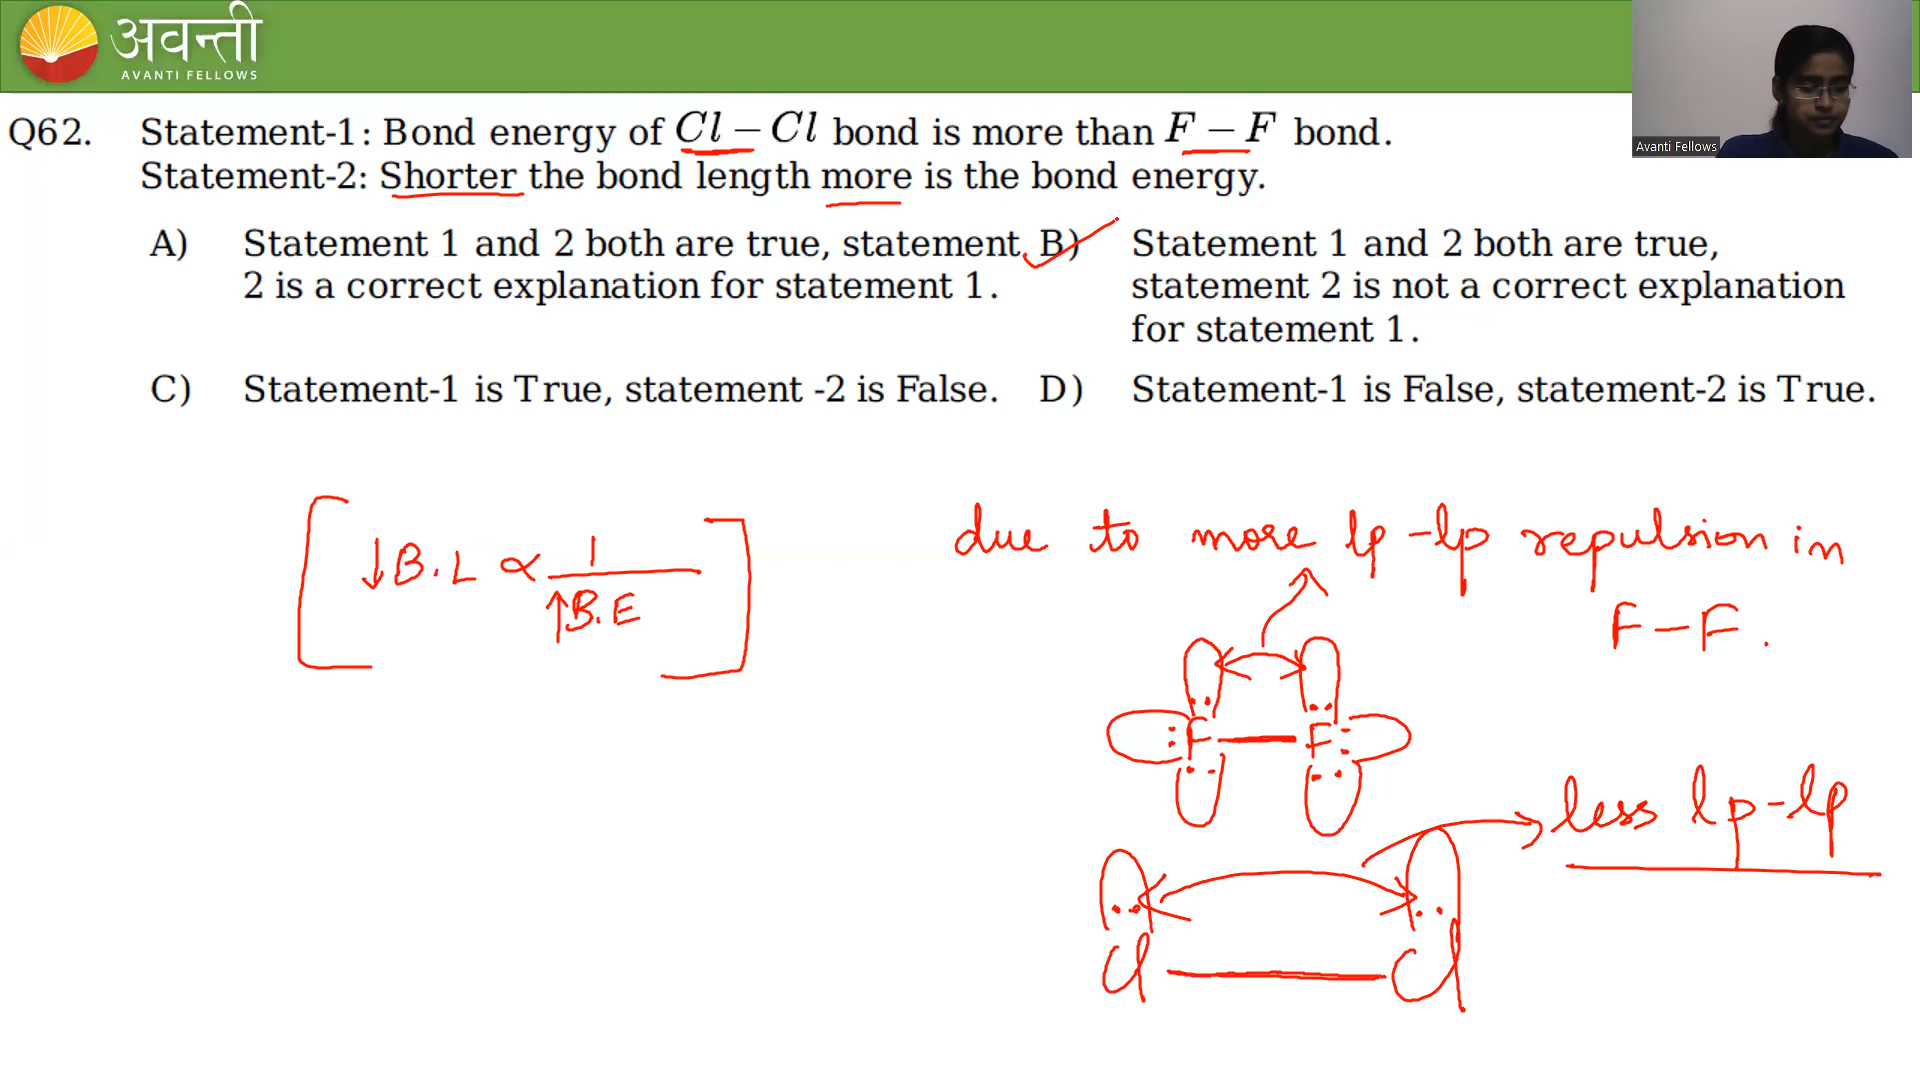 अवन्ती
AVANTI FELLOWS
Avanti Fellows
Q62. Statement-1: Bond energy of Cl – Cl bond is more than F – F bond.
Statement-2: Shorter the bond length more is the bond energy.
A) Statement 1 and 2 both are true, statement
2 is a correct explanation for statement 1.
B) Statement 1 and 2 both are true,
statement 2 is not a correct explanation
for statement 1.
C) Statement-1 is True, statement -2 is False.
D) Statement-1 is False, statement-2 is True.
↓B.L ∝ 1
↑B.E
due to more lp-lp repulsion in
F-F.
:F — F:
less lp-lp
Cl — Cl